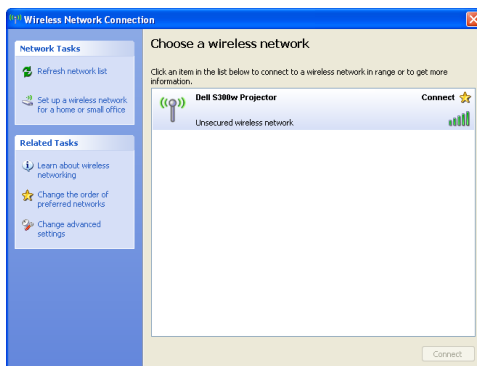 Wireless Network Connection
Network Tasks
Refresh network list
Set up a wireless network
for a home or small office
Related Tasks
Learn about wireless
networking
Change the order of
preferred networks
Change advanced
settings
Choose a wireless network
Click an item in the list below to connect to a wireless network in range or to get more
information.
Dell S300w Projector
Connect
Unsecured wireless network
Connect